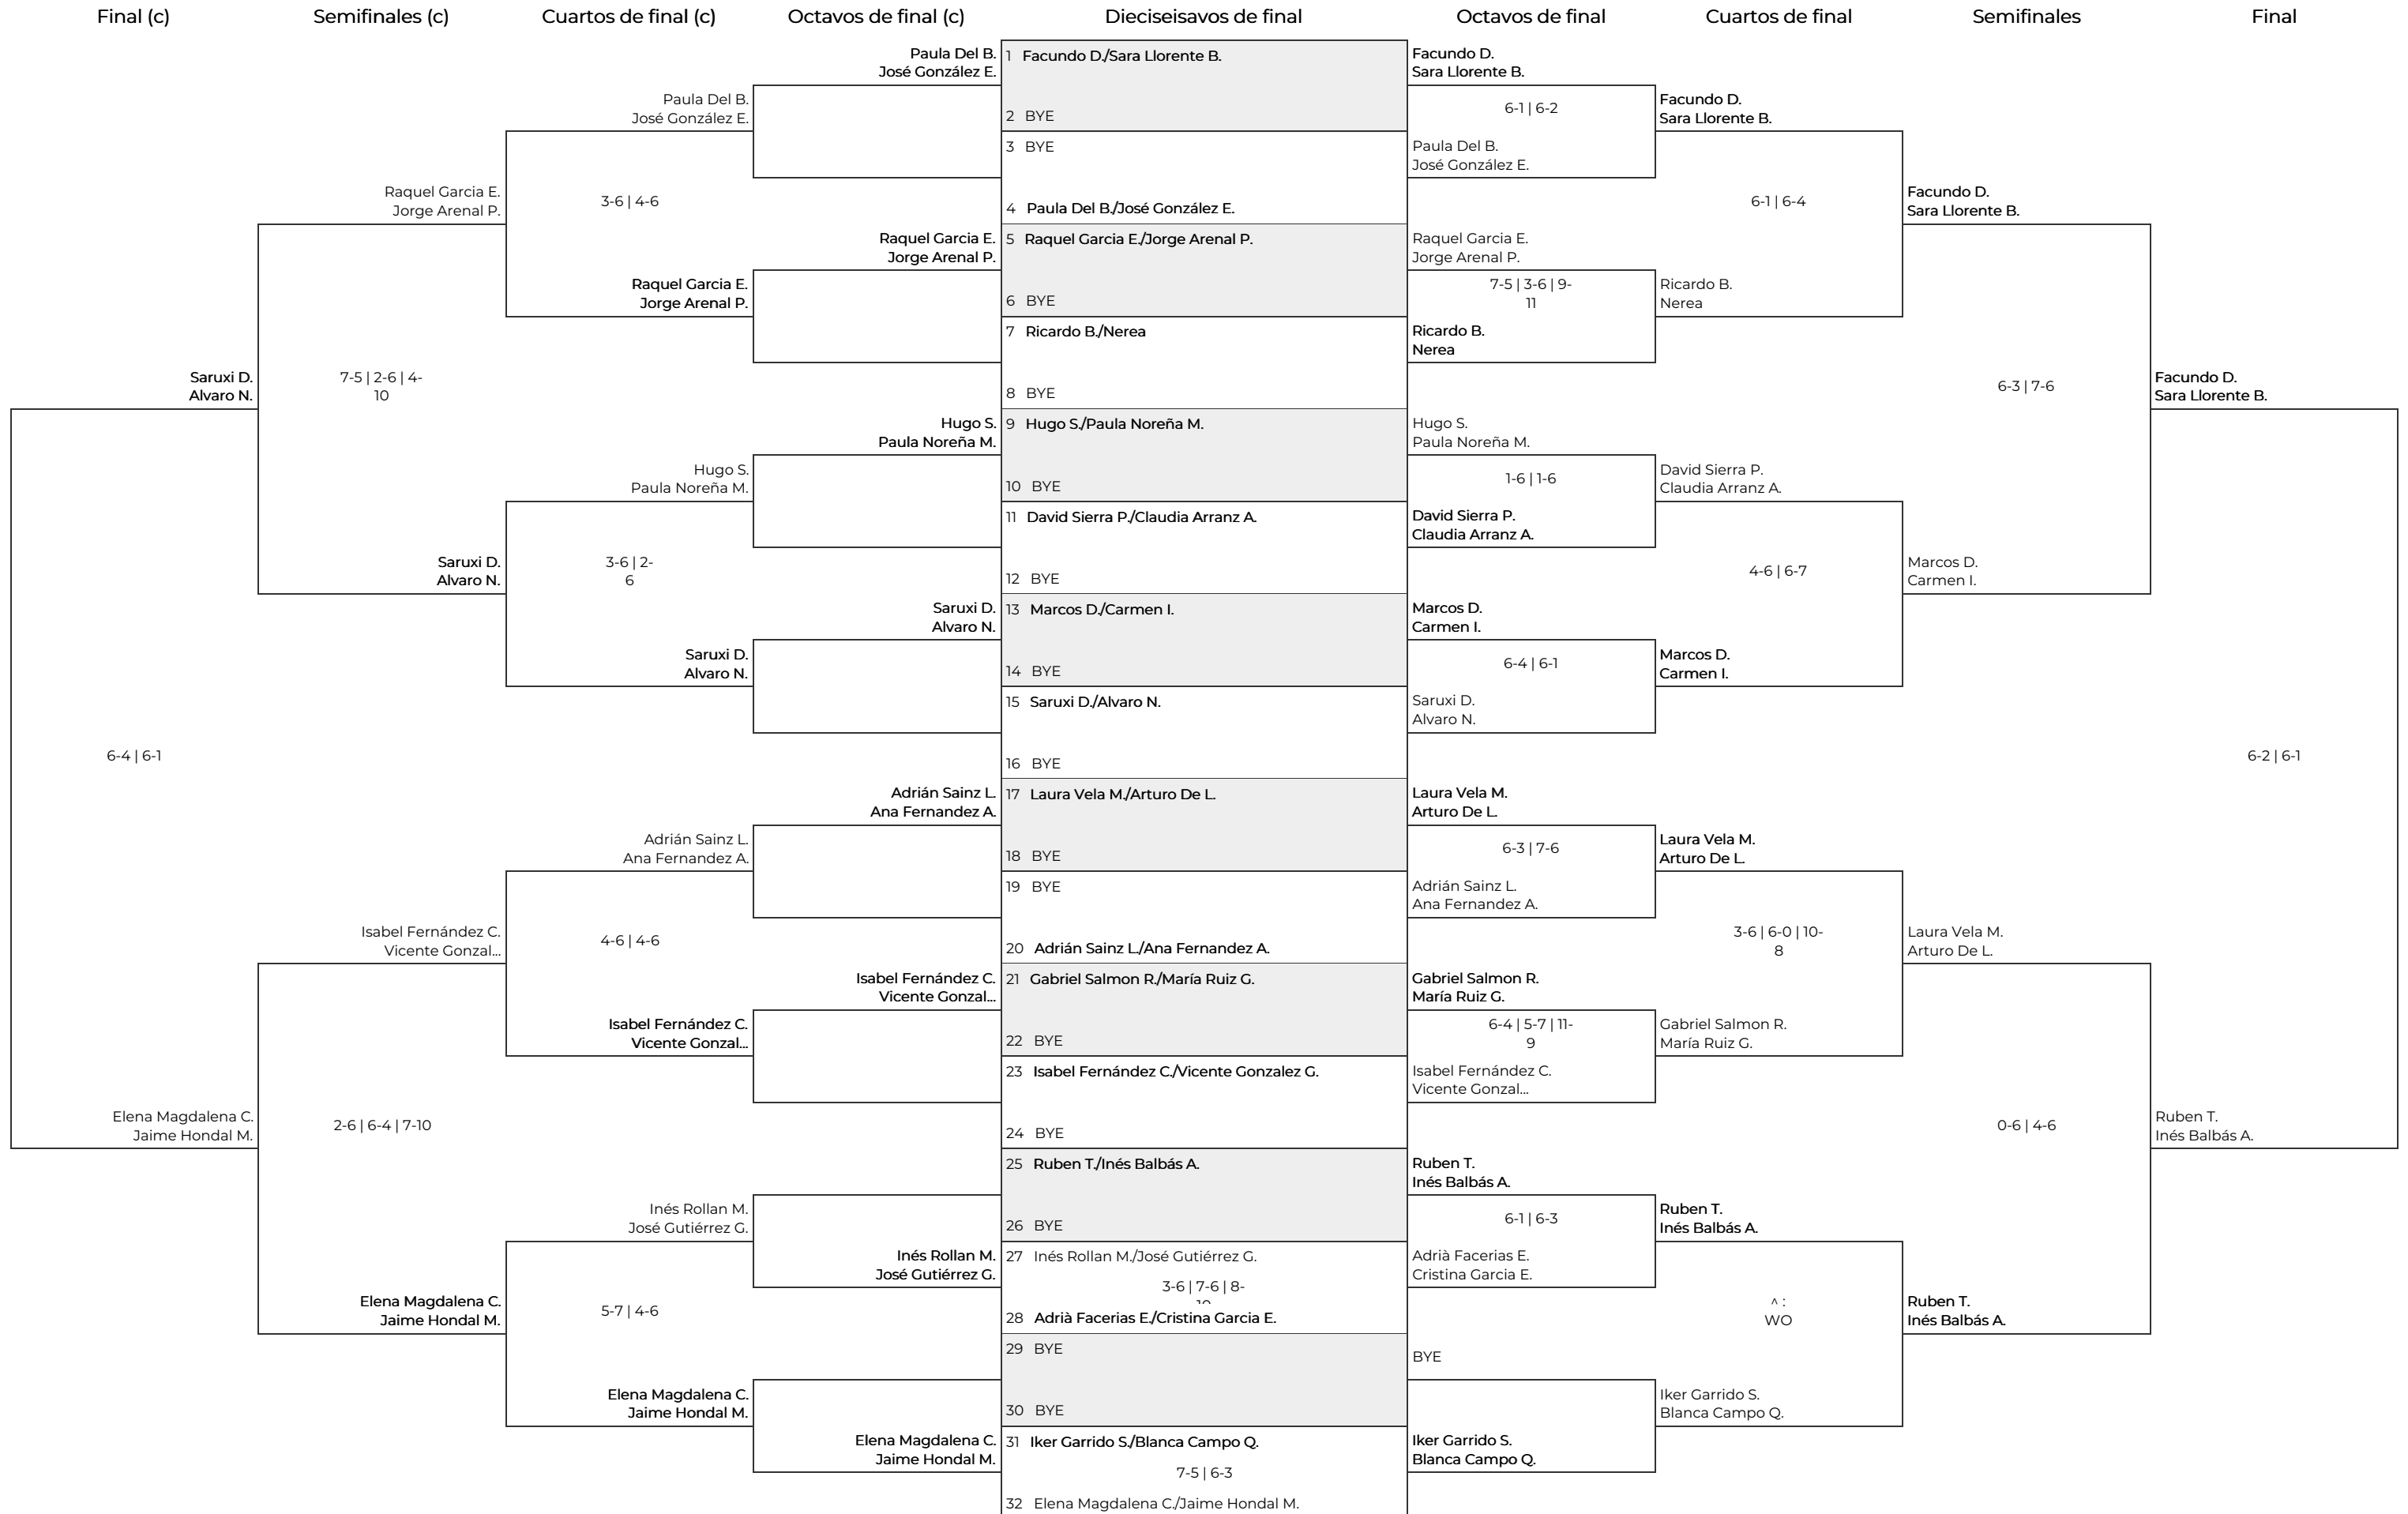 Final (c)
Semifinales (c)
Cuartos de final (c)
Octavos de final (c)
Dieciseisavos de final
Octavos de final
Cuartos de final
Semifinales
Final
Saruxi D.
Alvaro N.
6-4 | 6-1
Elena Magdalena C.
Jaime Hondal M.
Raquel Garcia E.
Jorge Arenal P.
7-5 | 2-6 | 4-
10
Saruxi D.
Alvaro N.
Isabel Fernández C.
Vicente Gonzal...
2-6 | 6-4 | 7-10
Elena Magdalena C.
Jaime Hondal M.
Paula Del B.
José González E.
3-6 | 4-6
Raquel Garcia E.
Jorge Arenal P.
Hugo S.
Paula Noreña M.
3-6 | 2-
6
Saruxi D.
Alvaro N.
Adrián Sainz L.
Ana Fernandez A.
4-6 | 4-6
Isabel Fernández C.
Vicente Gonzal...
Inés Rollan M.
José Gutiérrez G.
5-7 | 4-6
Elena Magdalena C.
Jaime Hondal M.
Paula Del B.
José González E.
Raquel Garcia E.
Jorge Arenal P.
Hugo S.
Paula Noreña M.
Saruxi D.
Alvaro N.
Adrián Sainz L.
Ana Fernandez A.
Isabel Fernández C.
Vicente Gonzal...
Inés Rollan M.
José Gutiérrez G.
Elena Magdalena C.
Jaime Hondal M.
1 Facundo D./Sara Llorente B.
2 BYE
3 BYE
4 Paula Del B./José González E.
5 Raquel Garcia E./Jorge Arenal P.
6 BYE
7 Ricardo B./Nerea
8 BYE
9 Hugo S./Paula Noreña M.
10 BYE
11 David Sierra P./Claudia Arranz A.
12 BYE
13 Marcos D./Carmen I.
14 BYE
15 Saruxi D./Alvaro N.
16 BYE
17 Laura Vela M./Arturo De L.
18 BYE
19 BYE
20 Adrián Sainz L./Ana Fernandez A.
21 Gabriel Salmon R./María Ruiz G.
22 BYE
23 Isabel Fernández C./Vicente Gonzalez G.
24 BYE
25 Ruben T./Inés Balbás A.
26 BYE
27 Inés Rollan M./José Gutiérrez G.
3-6 | 7-6 | 8-
28 Adrià Facerias E./Cristina Garcia E.
29 BYE
30 BYE
31 Iker Garrido S./Blanca Campo Q.
7-5 | 6-3
32 Elena Magdalena C./Jaime Hondal M.
Facundo D.
Sara Llorente B.
6-1 | 6-2
Paula Del B.
José González E.
Raquel Garcia E.
Jorge Arenal P.
7-5 | 3-6 | 9-
11
Ricardo B.
Nerea
Hugo S.
Paula Noreña M.
1-6 | 1-6
David Sierra P.
Claudia Arranz A.
Marcos D.
Carmen I.
6-4 | 6-1
Saruxi D.
Alvaro N.
Laura Vela M.
Arturo De L.
6-3 | 7-6
Adrián Sainz L.
Ana Fernandez A.
Gabriel Salmon R.
María Ruiz G.
6-4 | 5-7 | 11-
9
Isabel Fernández C.
Vicente Gonzal...
Ruben T.
Inés Balbás A.
6-1 | 6-3
Adrià Facerias E.
Cristina Garcia E.
BYE
Iker Garrido S.
Blanca Campo Q.
Facundo D.
Sara Llorente B.
6-1 | 6-4
Ricardo B.
Nerea
David Sierra P.
Claudia Arranz A.
4-6 | 6-7
Marcos D.
Carmen I.
Laura Vela M.
Arturo De L.
3-6 | 6-0 | 10-
8
Gabriel Salmon R.
María Ruiz G.
Ruben T.
Inés Balbás A.
^ :
WO
Iker Garrido S.
Blanca Campo Q.
Facundo D.
Sara Llorente B.
6-3 | 7-6
Marcos D.
Carmen I.
Laura Vela M.
Arturo De L.
0-6 | 4-6
Ruben T.
Inés Balbás A.
Facundo D.
Sara Llorente B.
6-2 | 6-1
Ruben T.
Inés Balbás A.